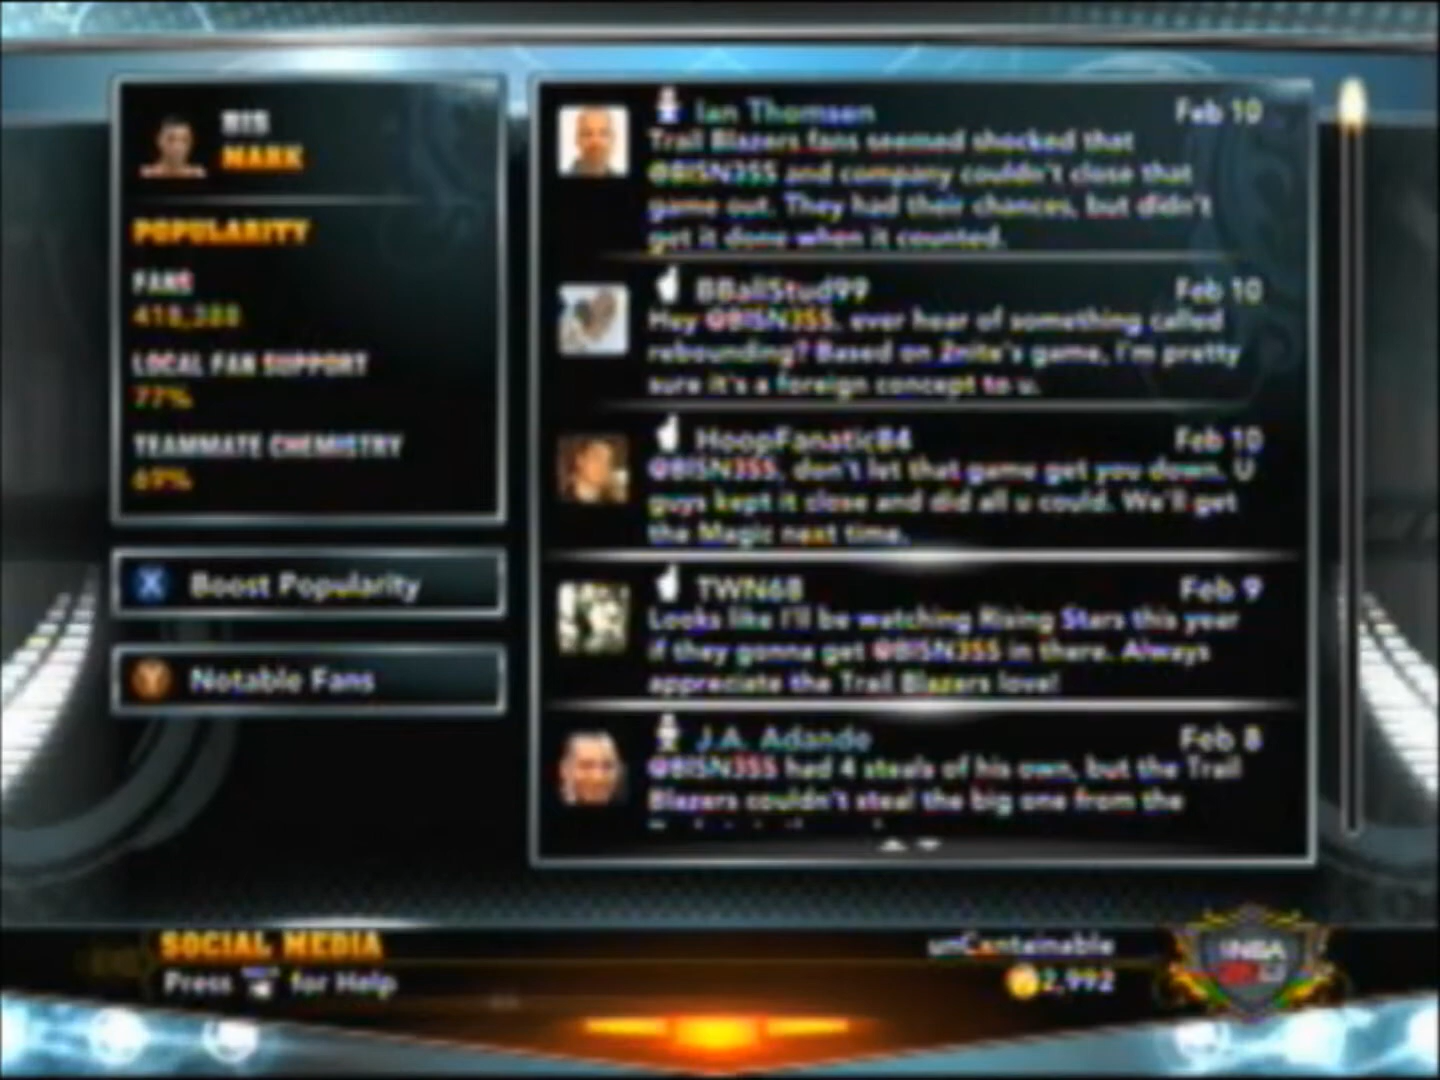 BIS
MARK
POPULARITY
FANS
418,388
LOCAL FAN SUPPORT
77%
TEAMMATE CHEMISTRY
69%
Boost Popularity
Notable Fans
Ian Thomsen Feb 10
Trail Blazers fans seemed shocked that
@BISN3SS and company couldn't close that
game out. They had their chances, but didn't
get it done when it counted.
BBallStud99 Feb 10
Hey @BISN3SS, ever hear of something called
rebounding? Based on 2nite's game, I'm pretty
sure it's a foreign concept to u.
HoopFanatic84 Feb 10
@BISN3SS, don't let that game get you down. U
guys kept it close and did all u could. We'll get
the Magic next time.
TWN68 Feb 9
Looks like I'll be watching Rising Stars this year
if they gonna get @BISN3SS in there. Always
appreciate the Trail Blazers love!
J.A. Adande Feb 8
@BISN3SS had 4 steals of his own, but the Trail
Blazers couldn't steal the big one from the
SOCIAL MEDIA
Press for Help
unContainable
2,992
NBA
2K13